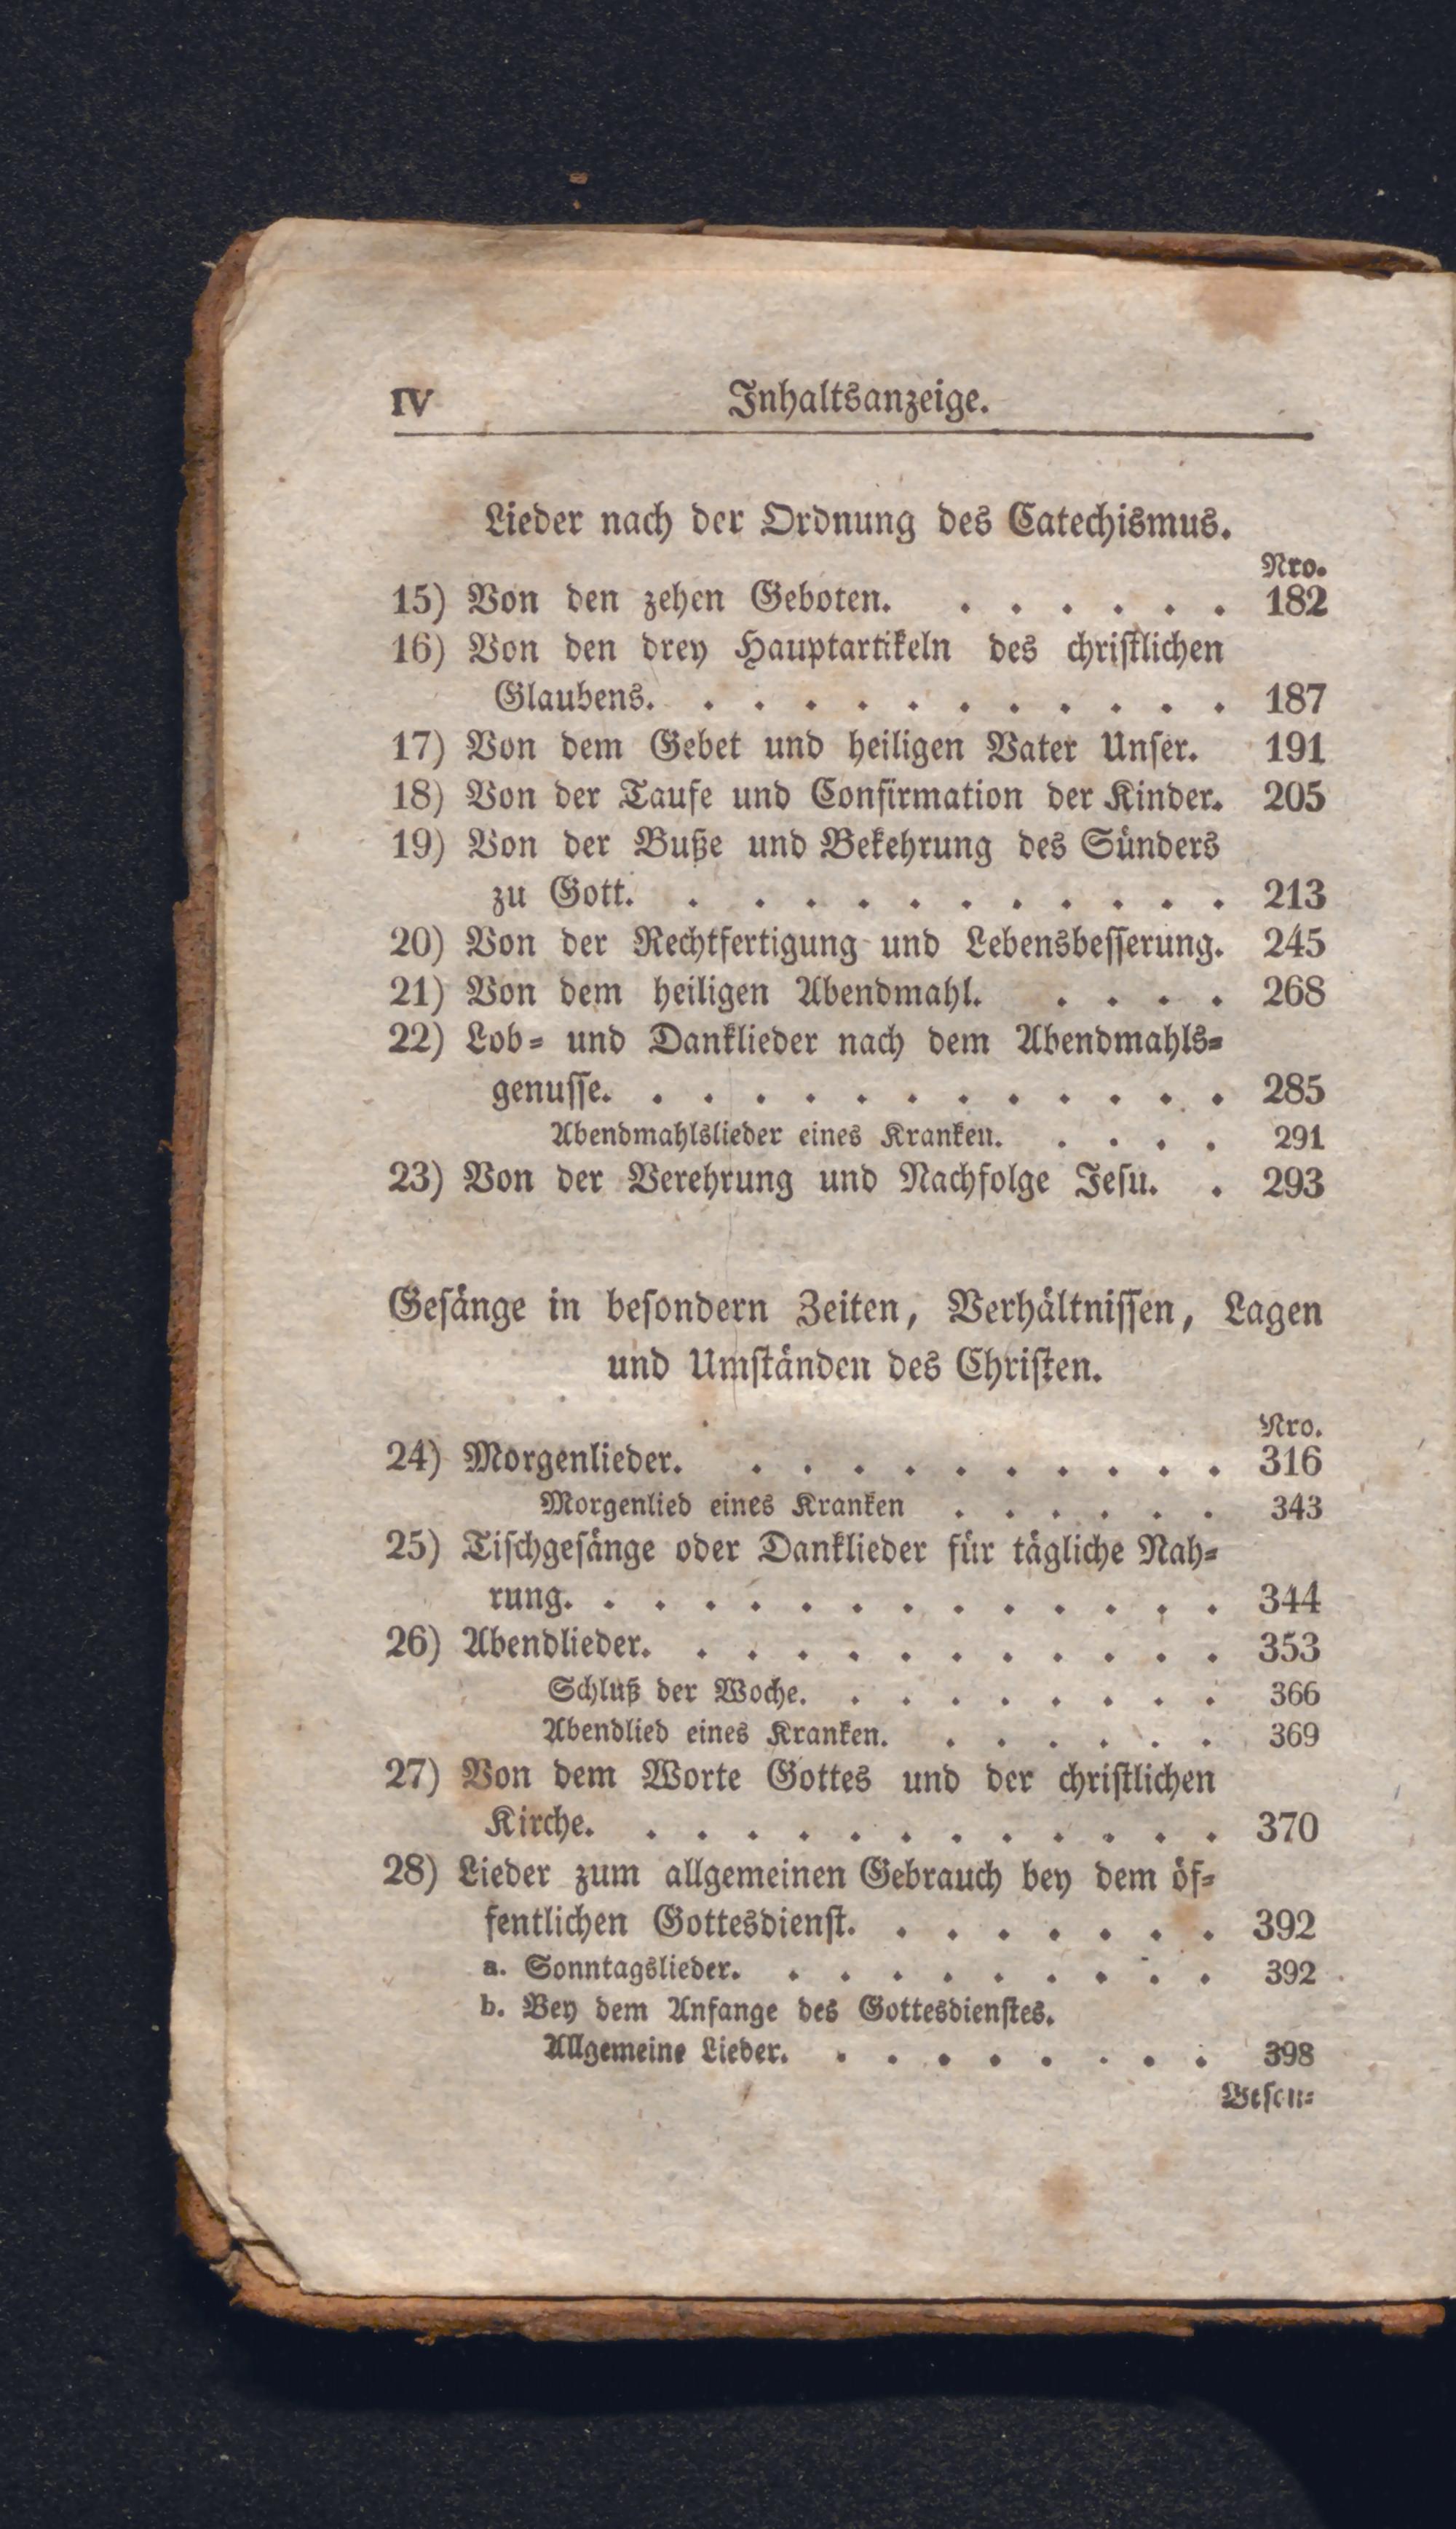 IV Inhaltsanzeige.
Lieder nach der Ordnung des Catechismus.
Nro.
15) Von den zehen Geboten. . . . . . . 182
16) Von den drey Hauptartikeln des christlichen
Glaubens. . . . . . . . . . . . 187
17) Von dem Gebet und heiligen Vater Unser. 191
18) Von der Taufe und Confirmation der Kinder. 205
19) Von der Buße und Bekehrung des Sünders
zu Gott. . . . . . . . . . . . 213
20) Von der Rechtfertigung und Lebensbesserung. 245
21) Von dem heiligen Abendmahl. . . . . 268
22) Lob- und Danklieder nach dem Abendmahls-
genusse. . . . . . . . . . . . . 285
Abendmahlslieder eines Kranken. . . . . 291
23) Von der Verehrung und Nachfolge Jesu. . 293
Gesänge in besondern Zeiten, Verhältnissen, Lagen
und Umständen des Christen.
Nro.
24) Morgenlieder. . . . . . . . . . . 316
Morgenlied eines Kranken . . . . . . 343
25) Tischgesänge oder Danklieder für tägliche Nah-
rung. . . . . . . . . . . . . . 344
26) Abendlieder. . . . . . . . . . . . 353
Schluß der Woche. . . . . . . . . 366
Abendlied eines Kranken. . . . . . . 369
27) Von dem Worte Gottes und der christlichen
Kirche. . . . . . . . . . . . . 370
28) Lieder zum allgemeinen Gebrauch bey dem öf-
fentlichen Gottesdienst. . . . . . . . 392
a. Sonntagslieder. . . . . . . . . . 392
b. Bey dem Anfange des Gottesdienstes.
Allgemeine Lieder. . . . . . . . . 398
Beson-